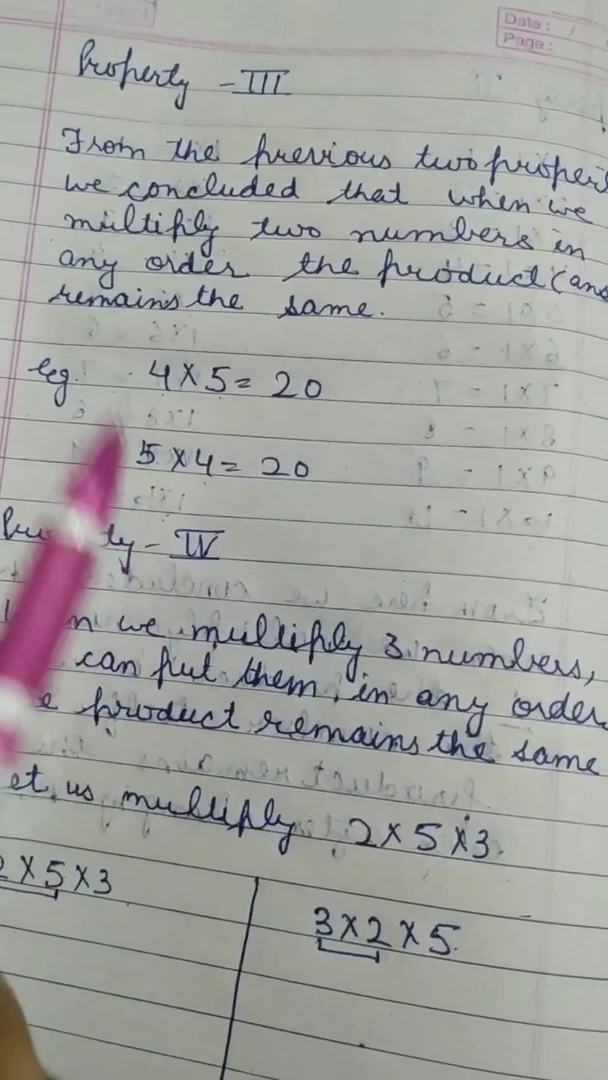 Date: /
Page:
Property - III
From the previous two propert
we concluded that when we
multiply two numbers in
any order the product (ans
remains the same.
eg. 4 X 5 = 20
5 X 4 = 20
ty - IV
n we multiply 3 numbers,
can put them in any order
e product remains the same
et us multiply 2 X 5 X 3.
2 X 5 X 3
3 X 2 X 5.